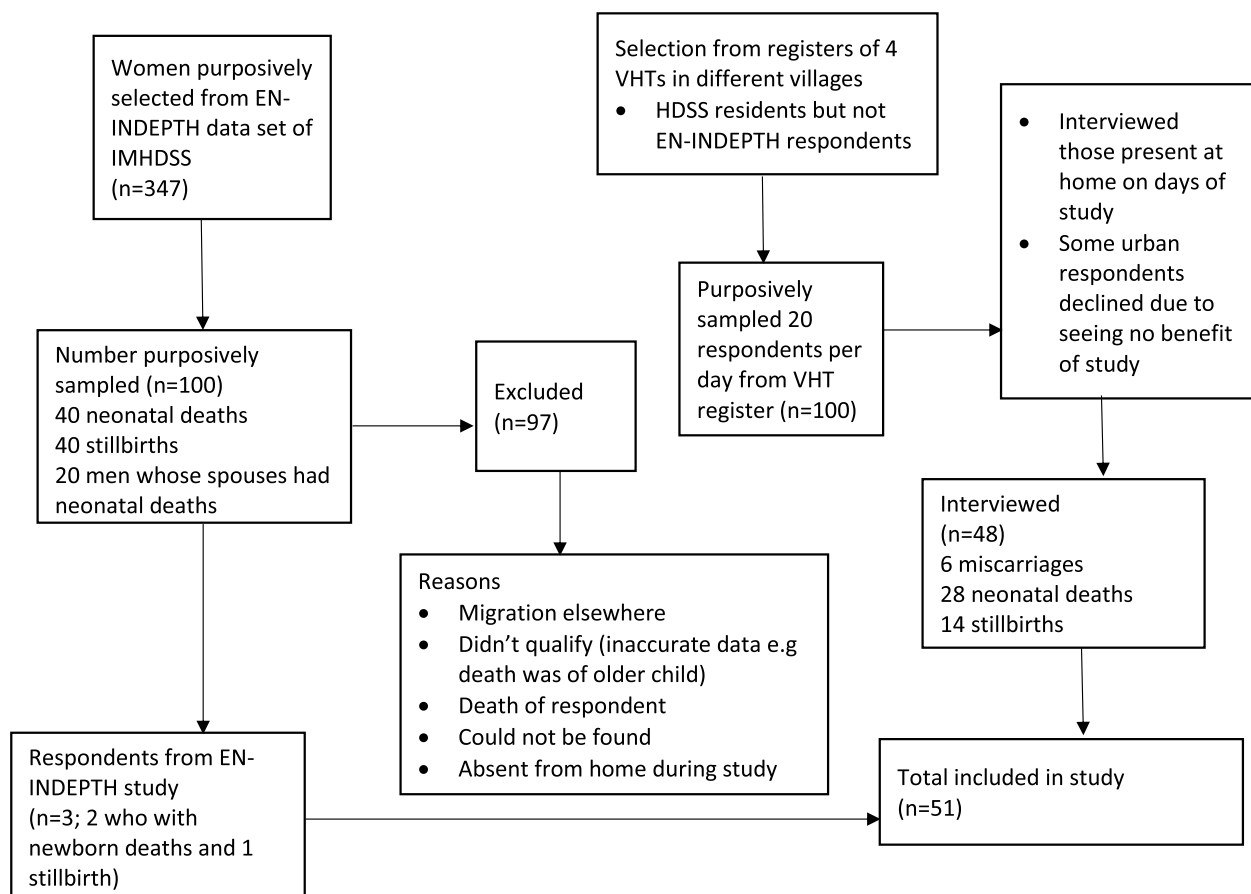 Women purposively
selected from EN-
INDEPTH data set of
IMHDSS
(n=347)
Selection from registers of 4
VHTs in different villages
• HDSS residents but not
EN-INDEPTH respondents
• Interviewed
those present at
home on days of
study
• Some urban
respondents
declined due to
seeing no benefit
of study
Purposively
sampled 20
respondents per
day from VHT
register (n=100)
Number purposively
sampled (n=100)
40 neonatal deaths
40 stillbirths
20 men whose spouses had
neonatal deaths
Excluded
(n=97)
Interviewed
(n=48)
6 miscarriages
28 neonatal deaths
14 stillbirths
Reasons
• Migration elsewhere
• Didn’t qualify (inaccurate data e.g
death was of older child)
• Death of respondent
• Could not be found
• Absent from home during study
Respondents from EN-
INDEPTH study
(n=3; 2 who with
newborn deaths and 1
stillbirth)
Total included in study
(n=51)